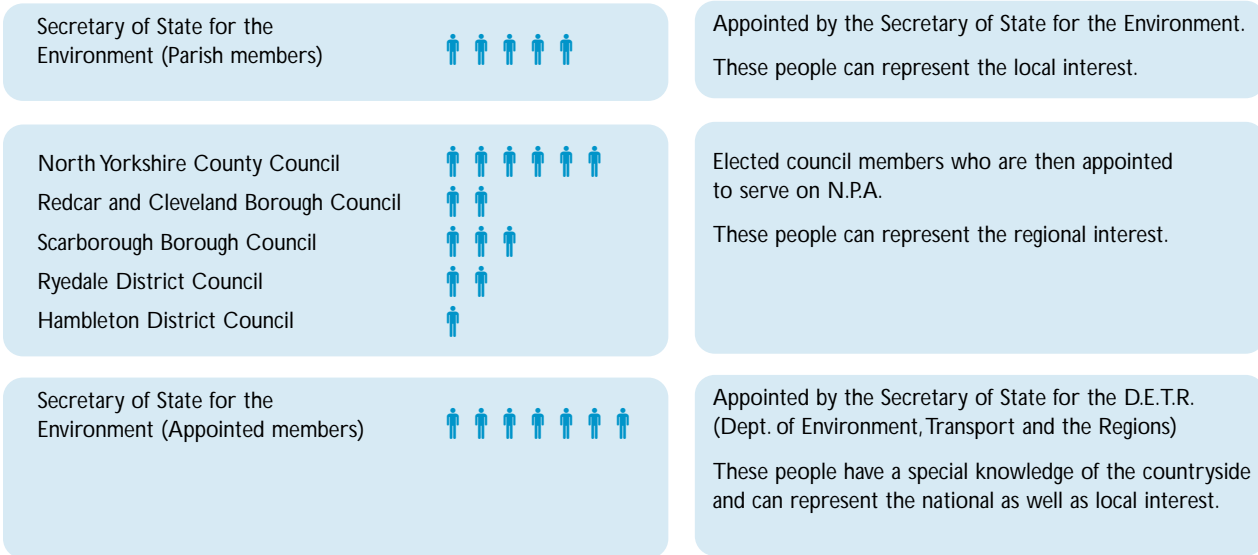 Secretary of State for the
Environment (Parish members)
Appointed by the Secretary of State for the Environment.
These people can represent the local interest.
North Yorkshire County Council
Redcar and Cleveland Borough Council
Scarborough Borough Council
Ryedale District Council
Hambleton District Council
Elected council members who are then appointed
to serve on N.P.A.
These people can represent the regional interest.
Secretary of State for the
Environment (Appointed members)
Appointed by the Secretary of State for the D.E.T.R.
(Dept. of Environment, Transport and the Regions)
These people have a special knowledge of the countryside
and can represent the national as well as local interest.